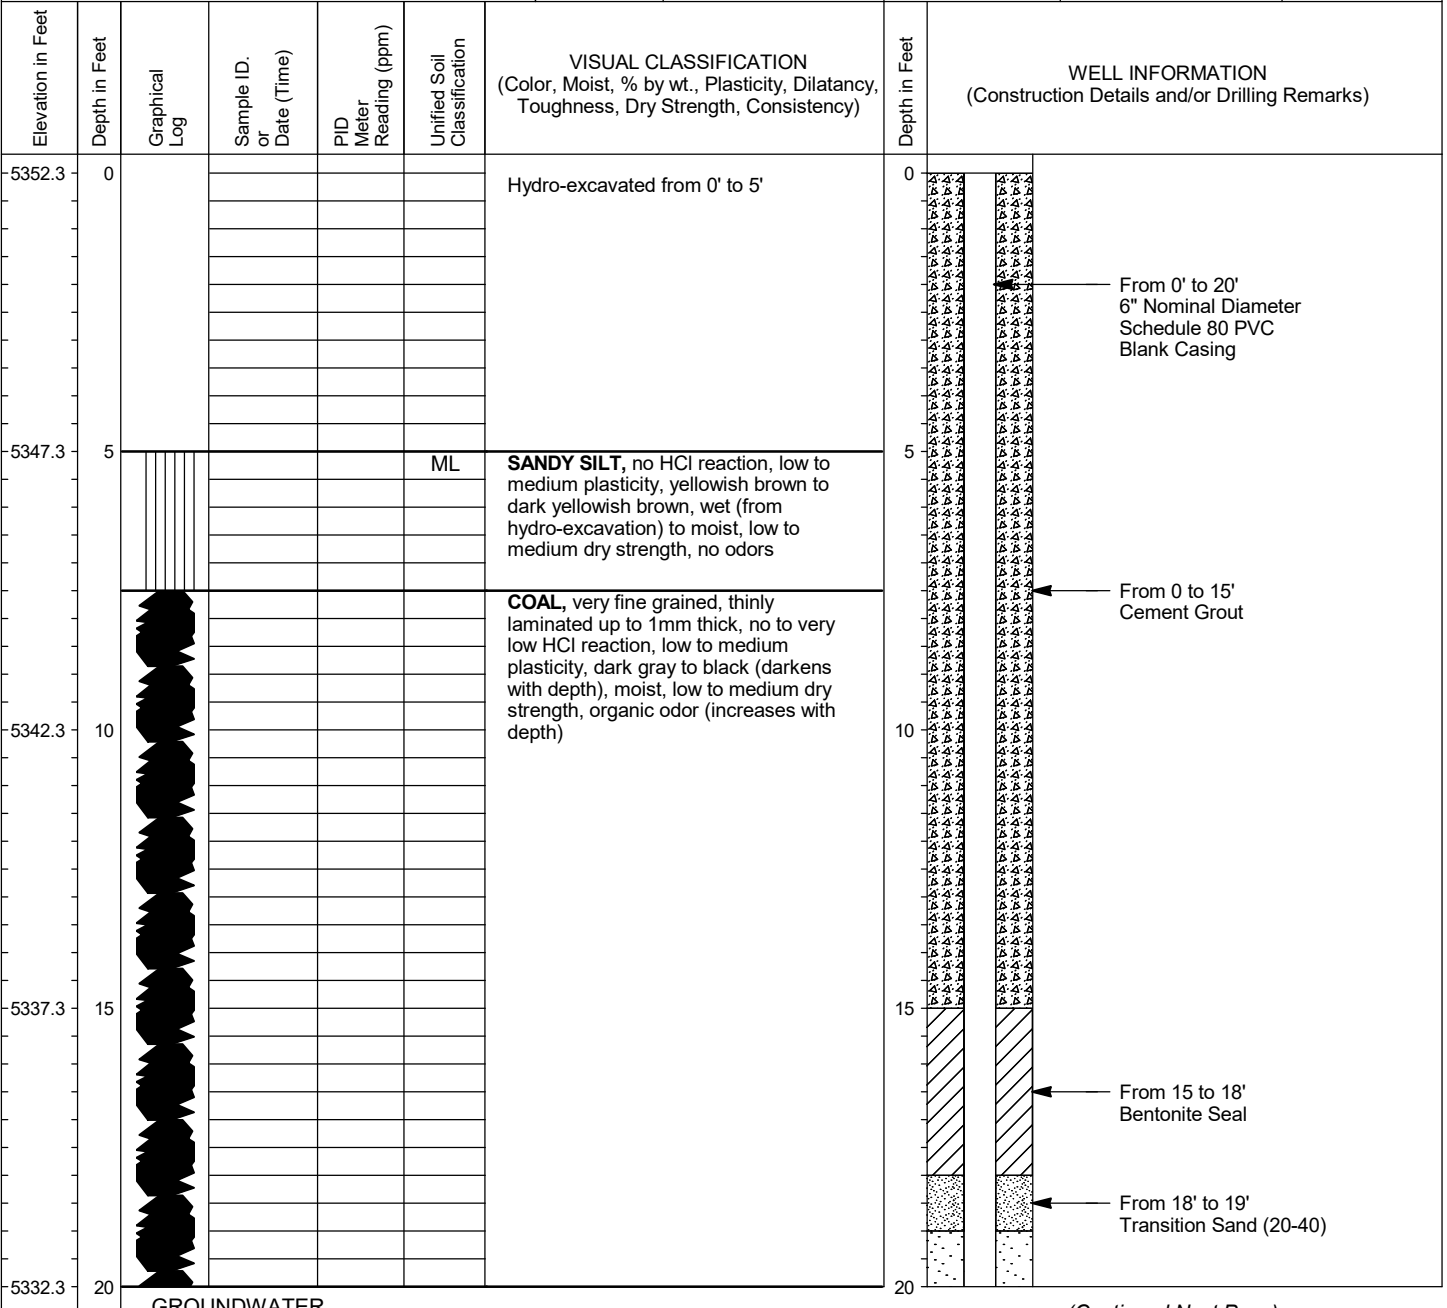 Elevation in Feet
Depth in Feet
Graphical
Log
Sample ID.
or
Date (Time)
PID
Meter
Reading (ppm)
Unified Soil
Classification
VISUAL CLASSIFICATION
(Color, Moist, % by wt., Plasticity, Dilatancy,
Toughness, Dry Strength, Consistency)
Depth in Feet
WELL INFORMATION
(Construction Details and/or Drilling Remarks)
5352.3 0
Hydro-excavated from 0' to 5'
0
From 0' to 20'
6" Nominal Diameter
Schedule 80 PVC
Blank Casing
5347.3 5
ML
SANDY SILT, no HCl reaction, low to
medium plasticity, yellowish brown to
dark yellowish brown, wet (from
hydro-excavation) to moist, low to
medium dry strength, no odors
5
COAL, very fine grained, thinly
laminated up to 1mm thick, no to very
low HCl reaction, low to medium
plasticity, dark gray to black (darkens
with depth), moist, low to medium dry
strength, organic odor (increases with
depth)
From 0 to 15'
Cement Grout
5342.3 10
10
5337.3 15
15
From 15 to 18'
Bentonite Seal
From 18' to 19'
Transition Sand (20-40)
5332.3 20
20
GROUNDWATER
(Continued Next Page)